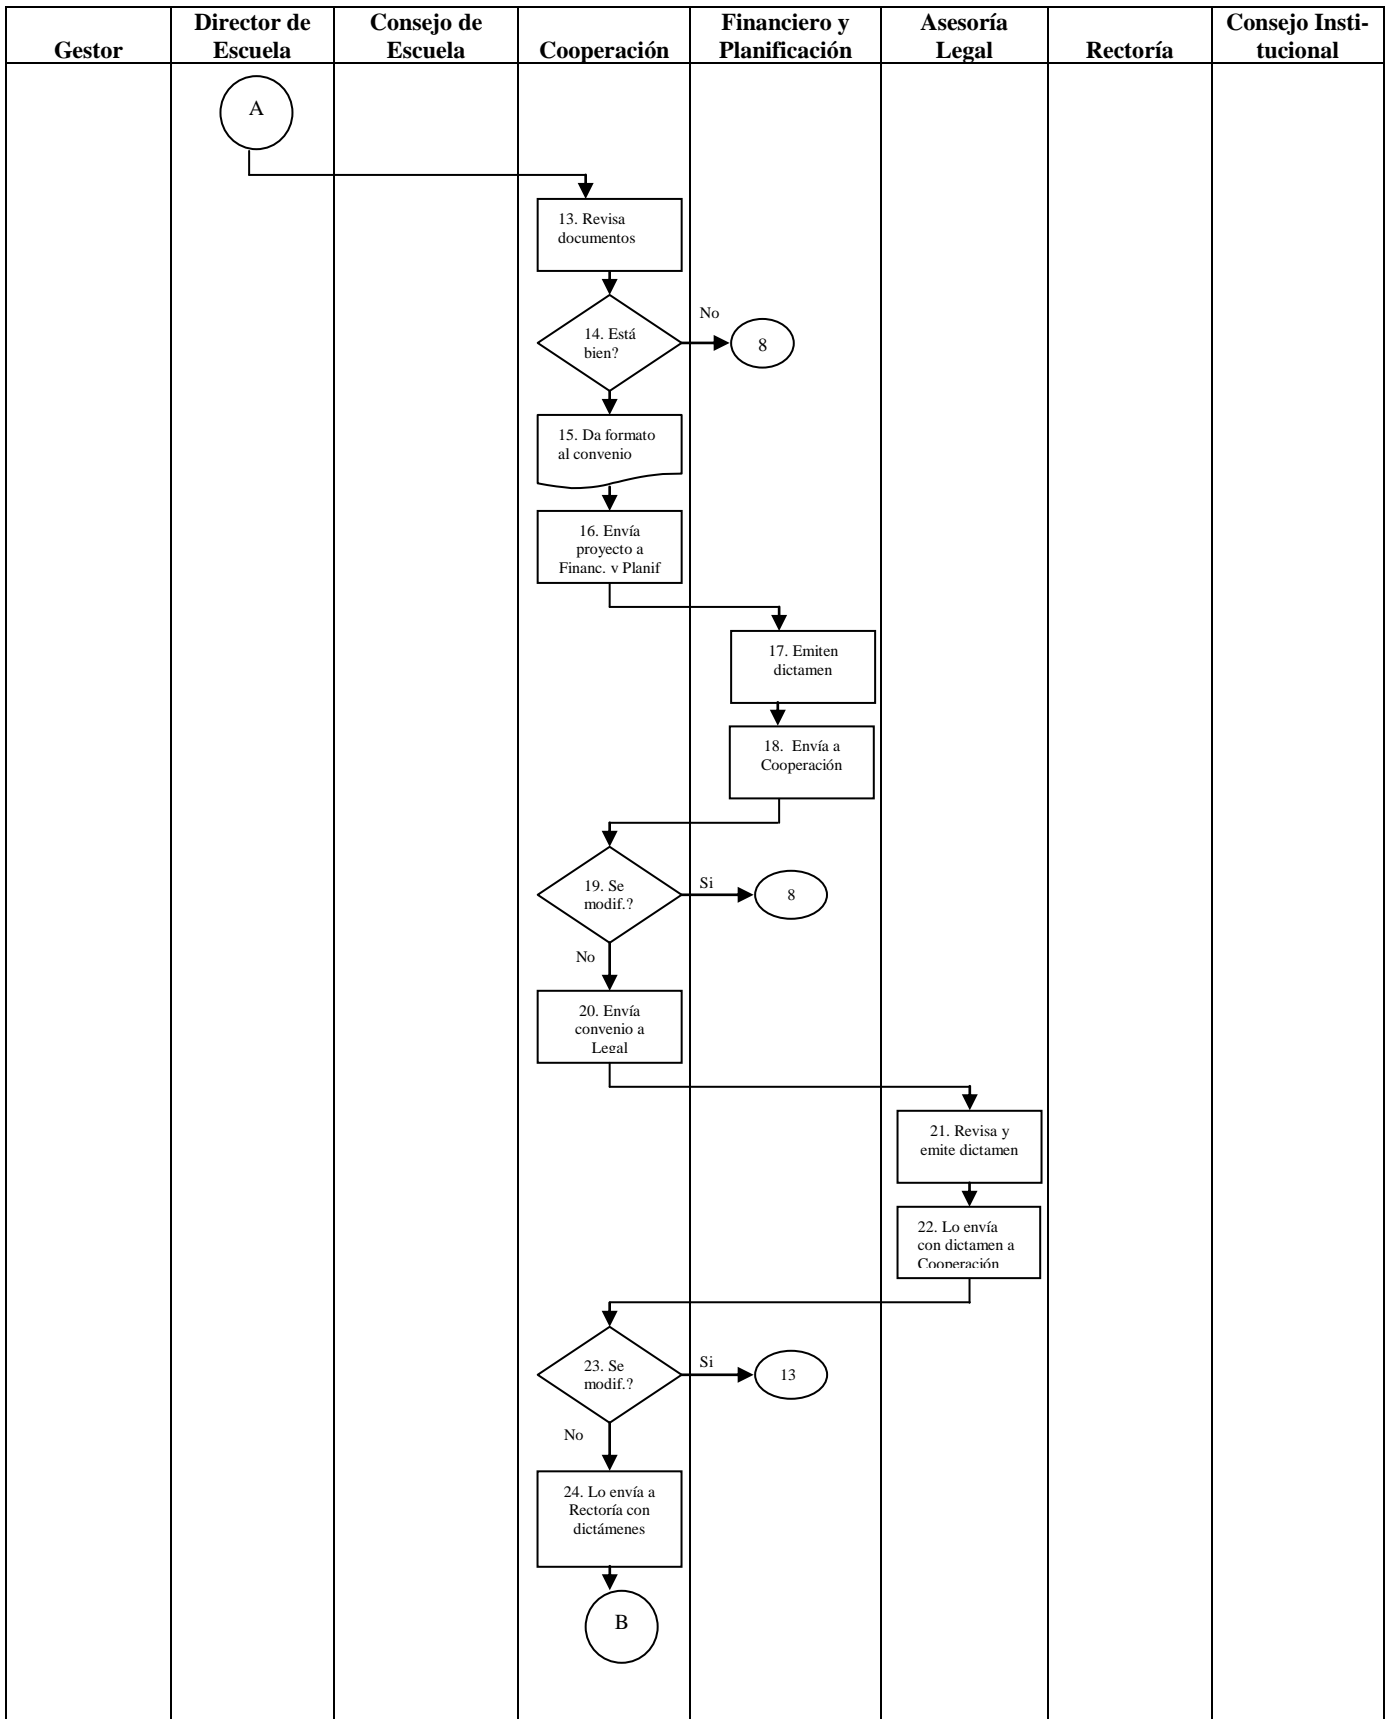 Gestor
Director de
Escuela
Consejo de
Escuela
Cooperación
Financiero y
Planificación
Asesoría
Legal
Rectoría
Consejo Insti-
tucional
A
13. Revisa
documentos
14. Está
bien?
No
8
15. Da formato
al convenio
16. Envía
proyecto a
Financ. y Planif
17. Emiten
dictamen
18. Envía a
Cooperación
19. Se
modif.?
Si
8
No
20. Envía
convenio a
Legal
21. Revisa y
emite dictamen
22. Lo envía
con dictamen a
Cooperación
23. Se
modif.?
Si
13
No
24. Lo envía a
Rectoría con
dictámenes
B